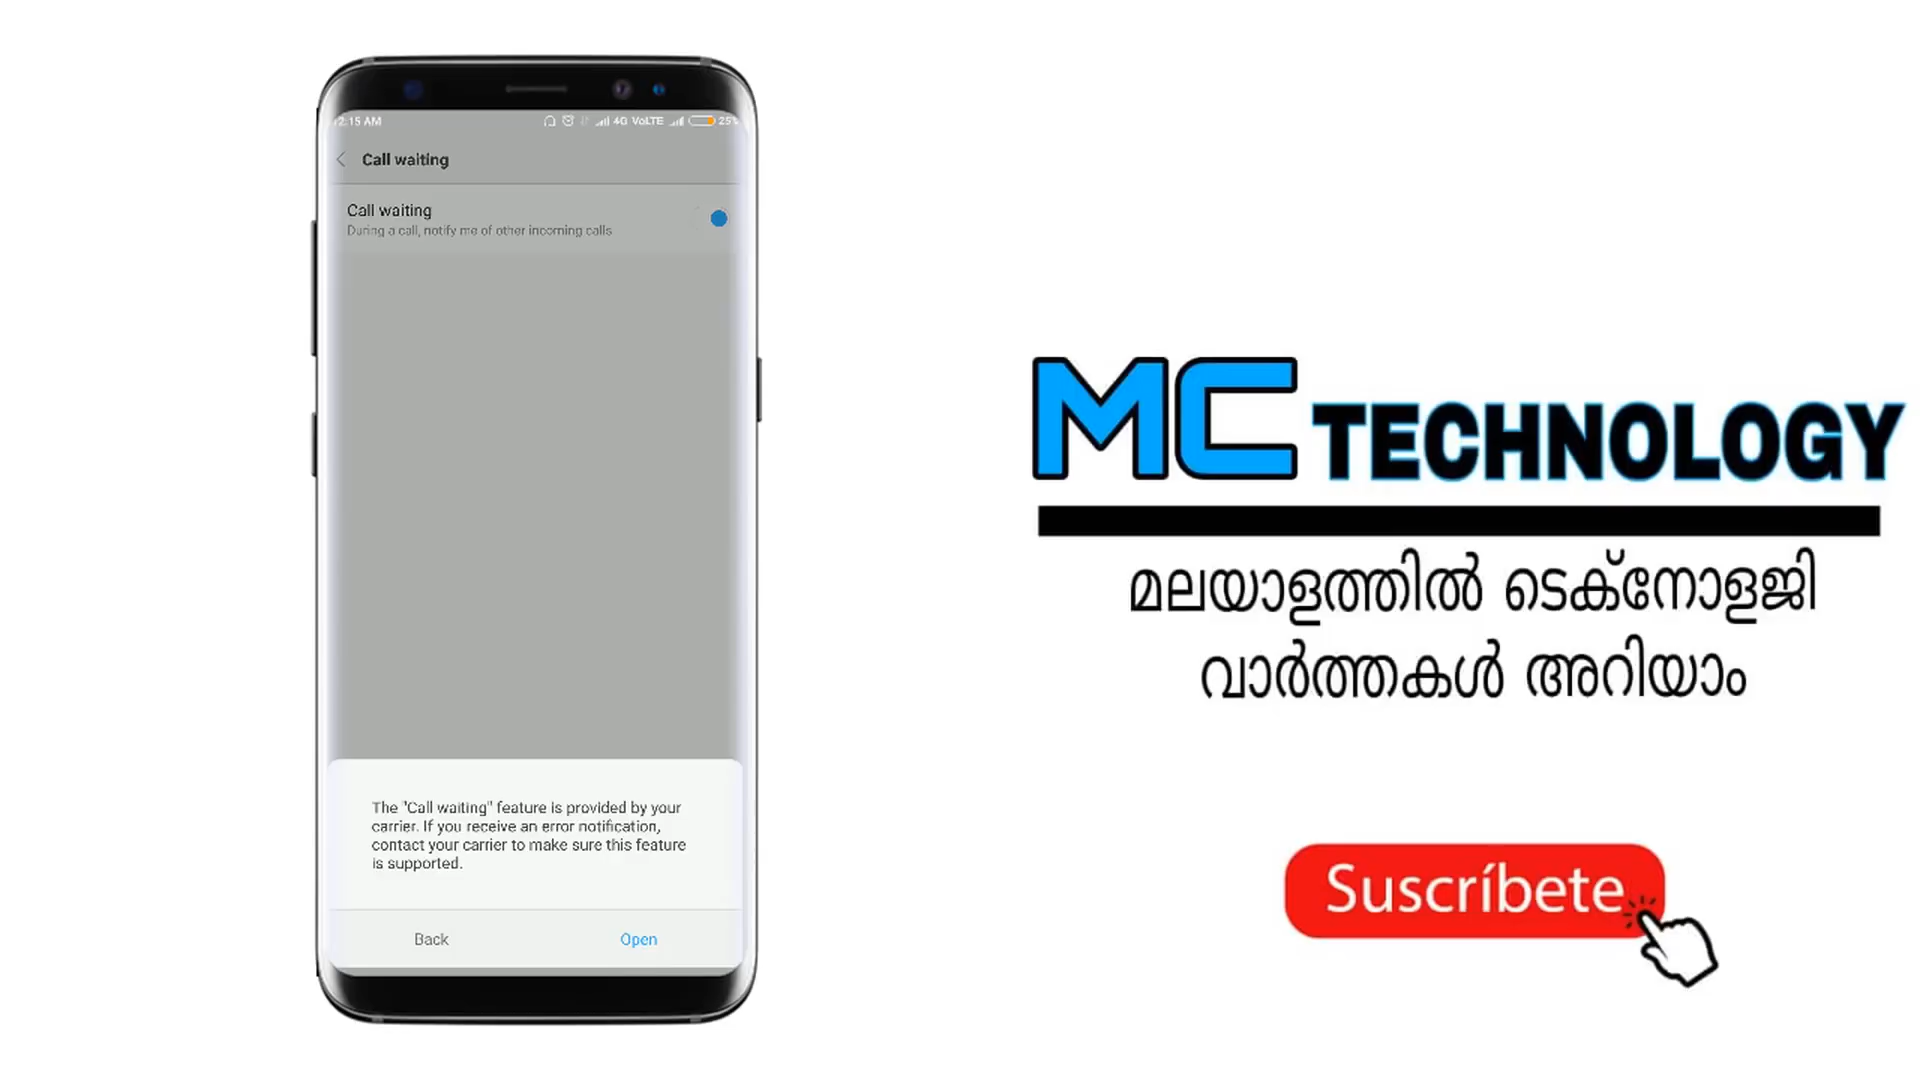 2:15 AM
4G VoLTE
25%
Call waiting
Call waiting
During a call, notify me of other incoming calls
The "Call waiting" feature is provided by your
carrier. If you receive an error notification,
contact your carrier to make sure this feature
is supported.
Back
Open
MC TECHNOLOGY
മലയാളത്തിൽ ടെക്നോളജി
വാർത്തകൾ അറിയാം
Suscríbete